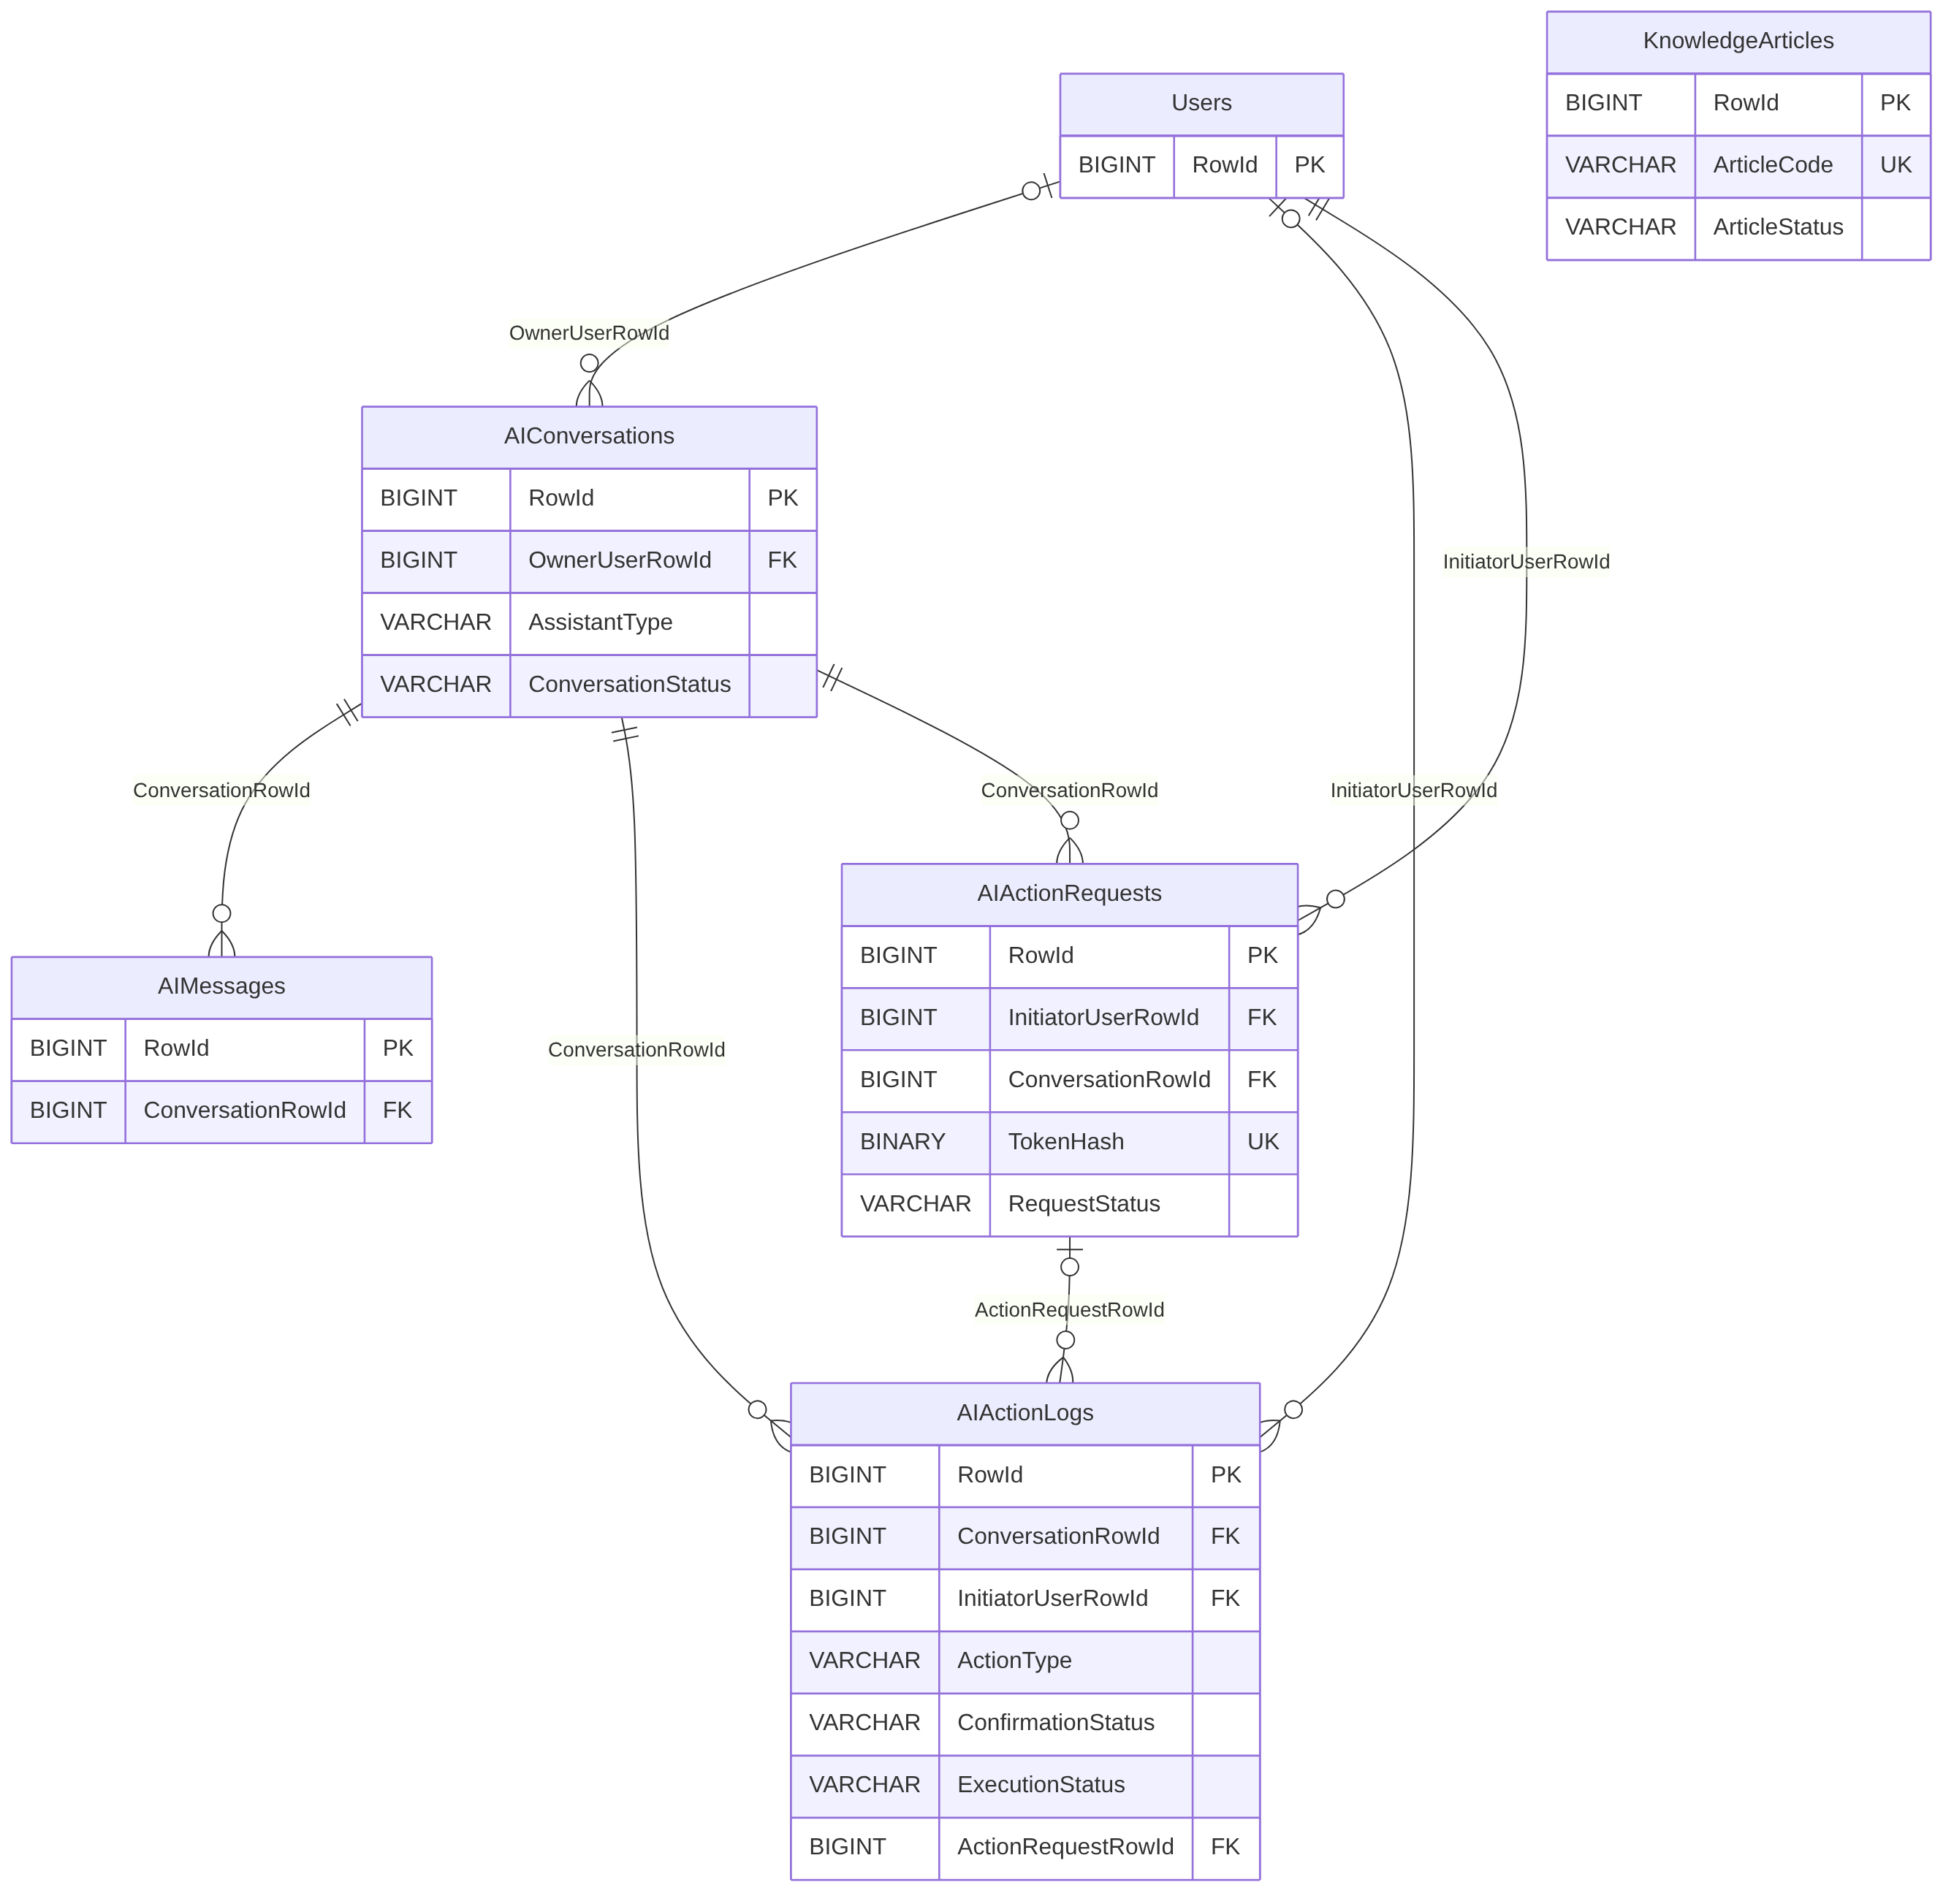 KnowledgeArticles
BIGINT RowId PK
VARCHAR ArticleCode UK
VARCHAR ArticleStatus
Users
BIGINT RowId PK
OwnerUserRowId
AIConversations
BIGINT RowId PK
BIGINT OwnerUserRowId FK
VARCHAR AssistantType
VARCHAR ConversationStatus
InitiatorUserRowId
ConversationRowId
ConversationRowId
InitiatorUserRowId
AIActionRequests
BIGINT RowId PK
BIGINT InitiatorUserRowId FK
BIGINT ConversationRowId FK
BINARY TokenHash UK
VARCHAR RequestStatus
AIMessages
BIGINT RowId PK
BIGINT ConversationRowId FK
ConversationRowId
ActionRequestRowId
AIActionLogs
BIGINT RowId PK
BIGINT ConversationRowId FK
BIGINT InitiatorUserRowId FK
VARCHAR ActionType
VARCHAR ConfirmationStatus
VARCHAR ExecutionStatus
BIGINT ActionRequestRowId FK